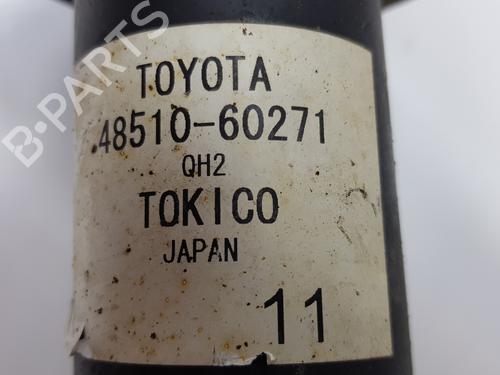 B-PARTS
TOYOTA
48510-60271
QH2
TOKICO
JAPAN
11